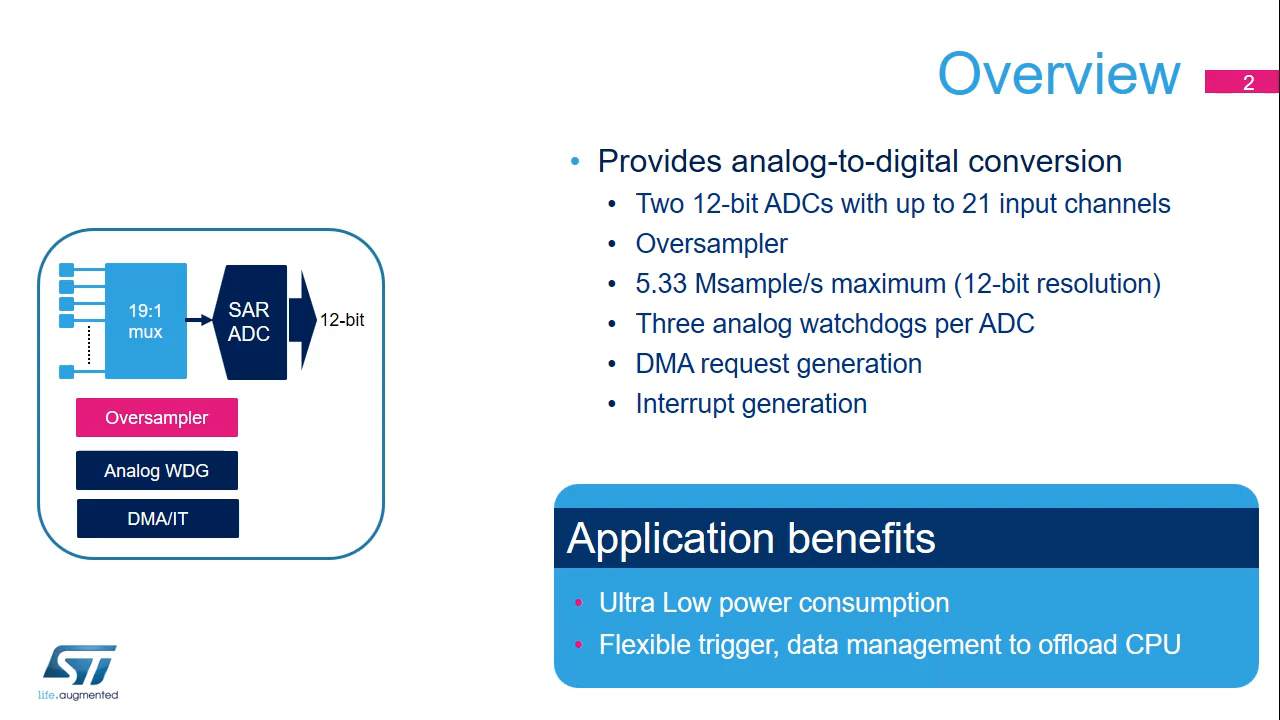 Overview
2
• Provides analog-to-digital conversion
• Two 12-bit ADCs with up to 21 input channels
• Oversampler
• 5.33 Msample/s maximum (12-bit resolution)
• Three analog watchdogs per ADC
• DMA request generation
• Interrupt generation
19:1
mux
SAR
ADC
12-bit
Oversampler
Analog WDG
DMA/IT
Application benefits
• Ultra Low power consumption
• Flexible trigger, data management to offload CPU
ST
life.augmented